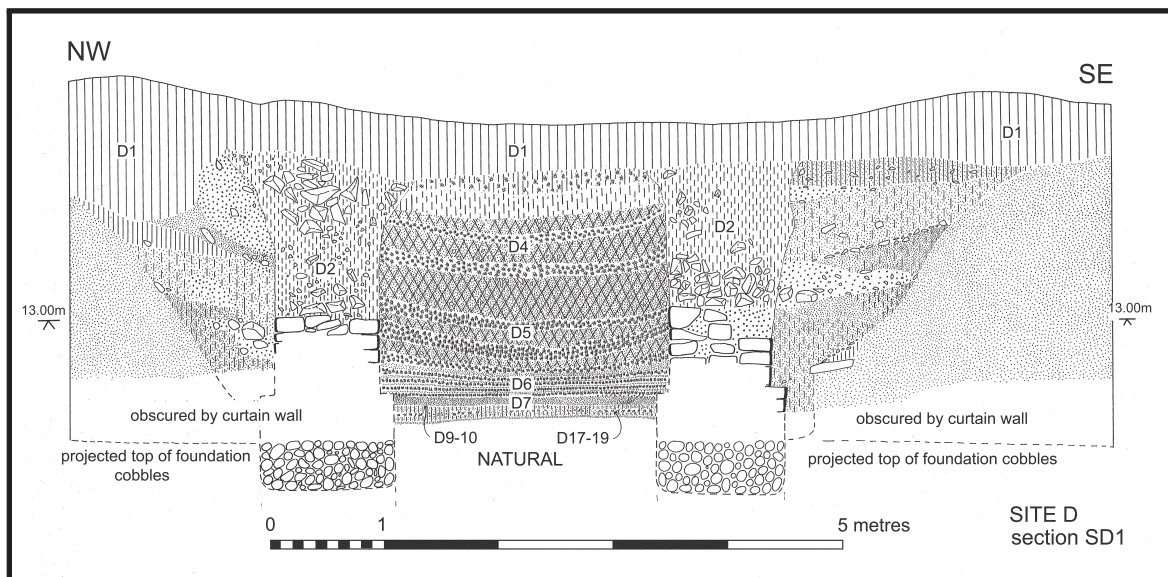 NW
SE
D1
D1
D1
D2
D2
D4
13.00m
13.00m
D5
D6
D7
obscured by curtain wall
obscured by curtain wall
D9-10
D17-19
projected top of foundation
cobbles
NATURAL
projected top of foundation cobbles
0
1
5 metres
SITE D
section SD1